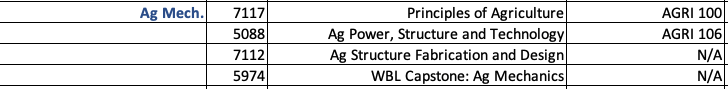 Ag Mech. 7117 Principles of Agriculture AGRI 100
5088 Ag Power, Structure and Technology AGRI 106
7112 Ag Structure Fabrication and Design N/A
5974 WBL Capstone: Ag Mechanics N/A